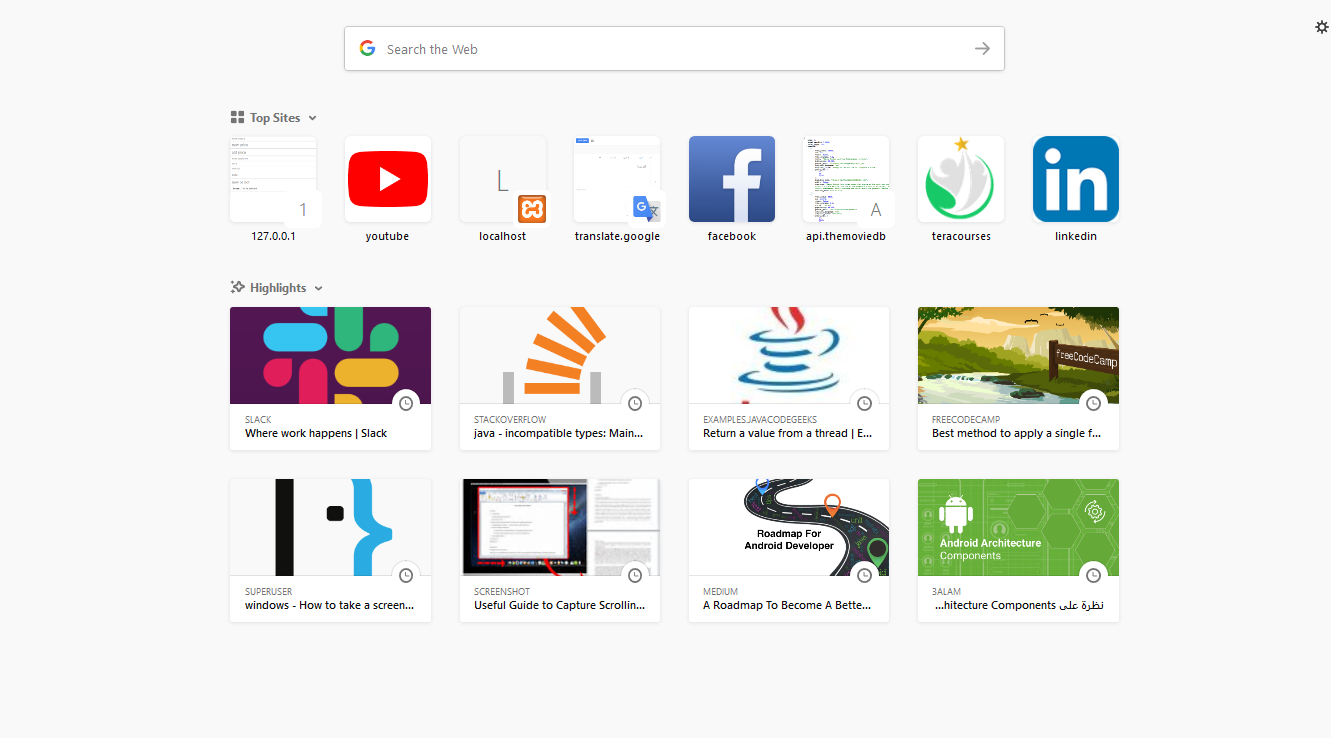 Search the Web
Top Sites
1
L
A
127.0.0.1
youtube
localhost
translate.google
facebook
api.themoviedb
teracourses
linkedin
Highlights
freeCodeCamp
SLACK
Where work happens | Slack
STACKOVERFLOW
java - incompatible types: Main...
EXAMPLES.JAVACODEGEEKS
Return a value from a thread | E...
FREECODECAMP
Best method to apply a single f...
Roadmap For
Android Developer
Android Architecture
Components
SUPERUSER
windows - How to take a screen...
SCREENSHOT
Useful Guide to Capture Scrollin...
MEDIUM
A Roadmap To Become A Bette...
3ALAM
نظرة على hitecture Components...